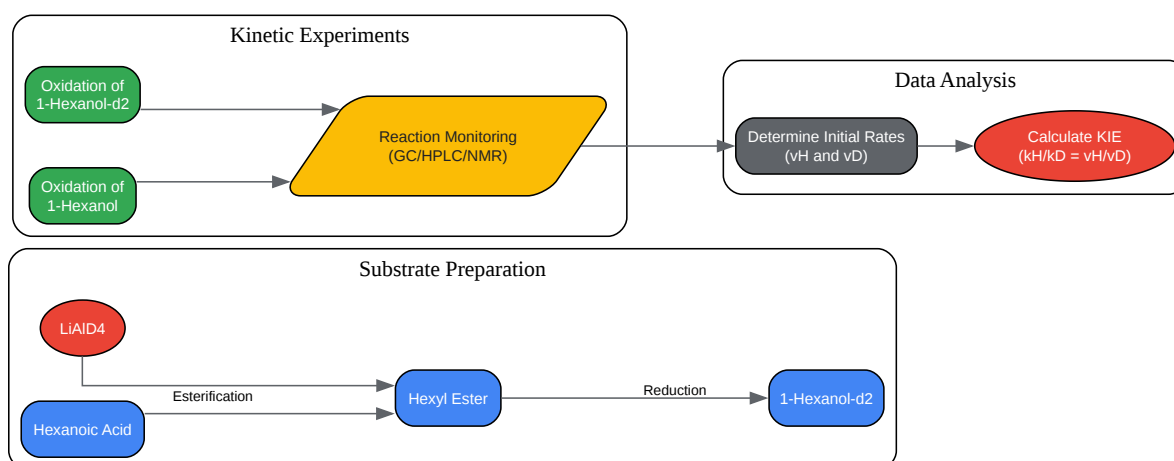 Kinetic Experiments
Oxidation of
1-Hexanol-d2
Reaction Monitoring
(GC/HPLC/NMR)
Oxidation of
1-Hexanol
Data Analysis
Determine Initial Rates
(vH and vD)
Calculate KIE
(kH/kD = vH/vD)
Substrate Preparation
LiAlD4
Esterification
Hexanoic Acid
Hexyl Ester
Reduction
1-Hexanol-d2